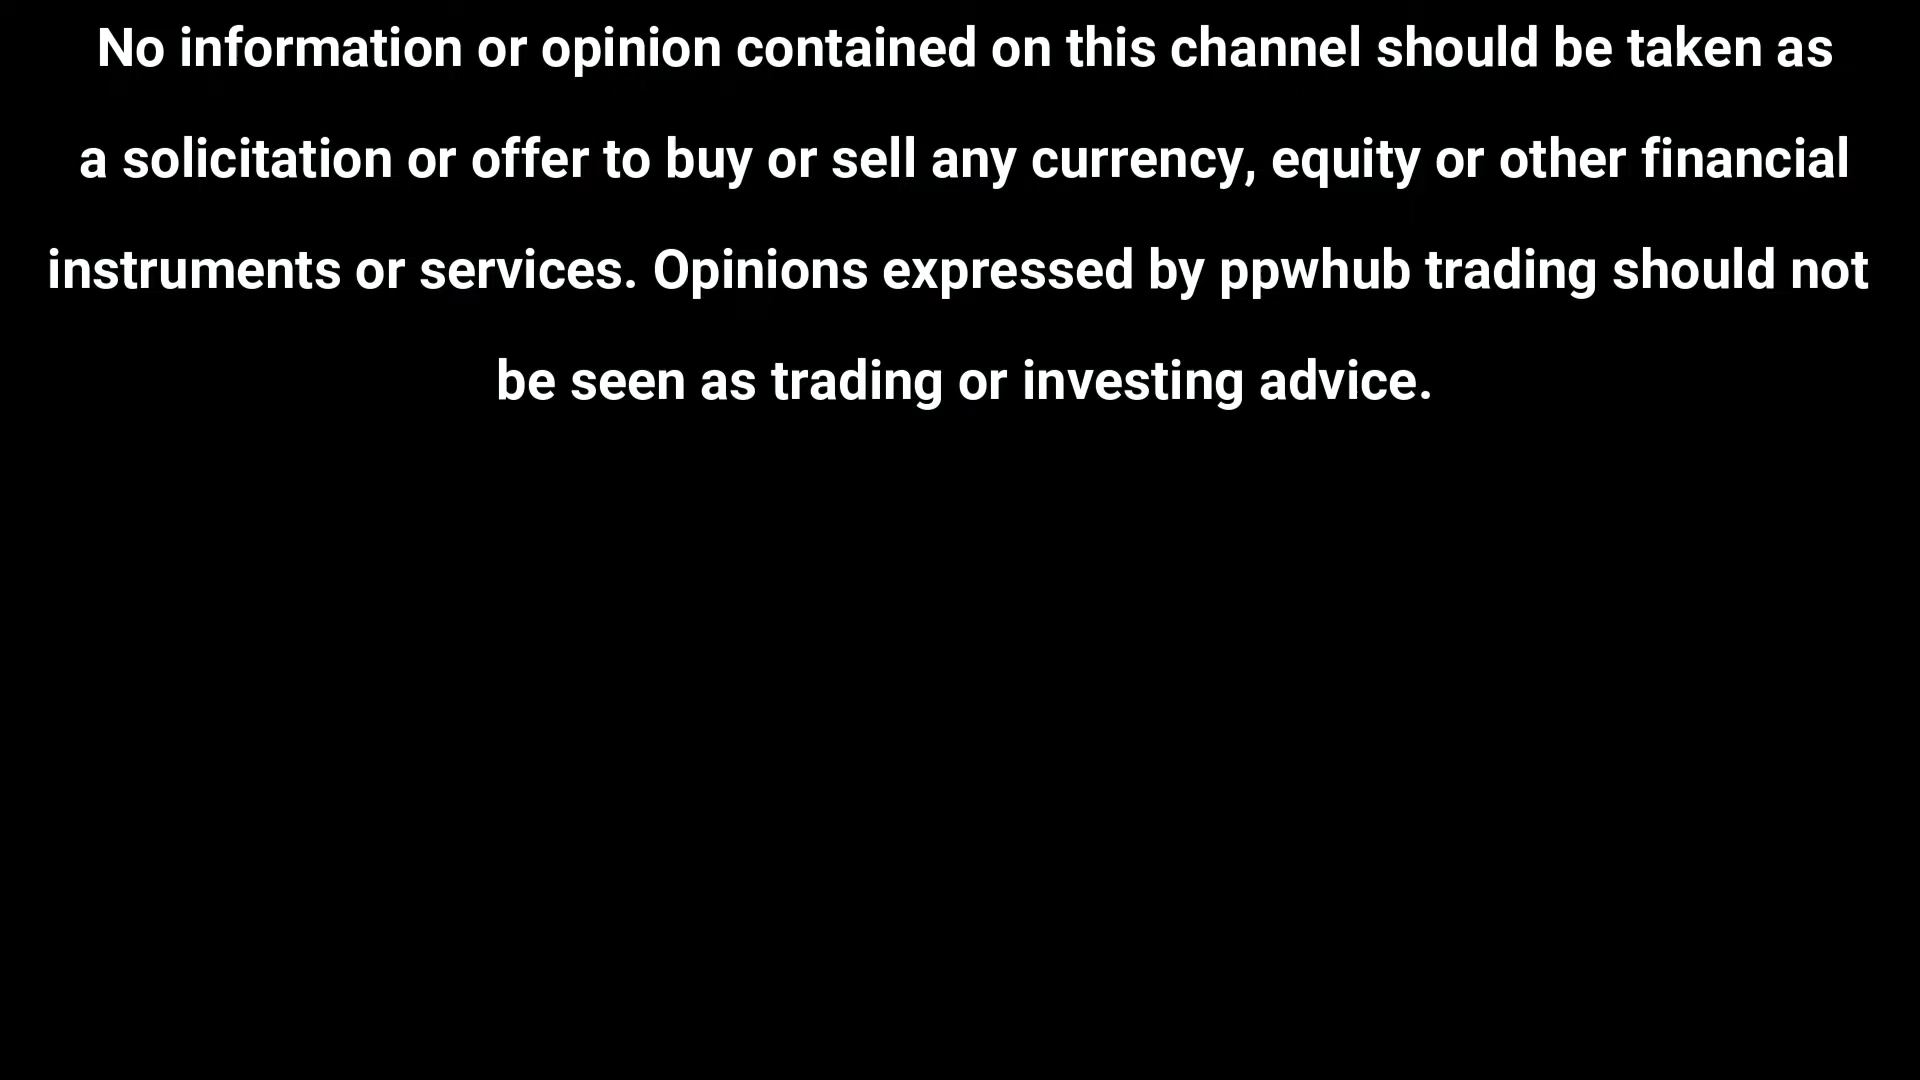 No information or opinion contained on this channel should be taken as
a solicitation or offer to buy or sell any currency, equity or other financial
instruments or services. Opinions expressed by ppwhub trading should not
be seen as trading or investing advice.